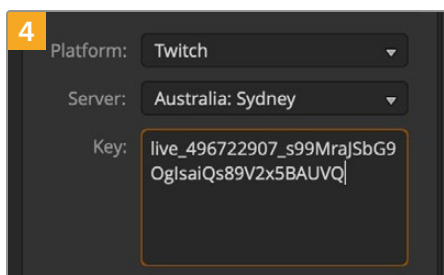 4
Platform: Twitch
Server: Australia: Sydney
Key: live_496722907_s99MraJSbG9
OgIsaiQs89V2x5BAUVQ